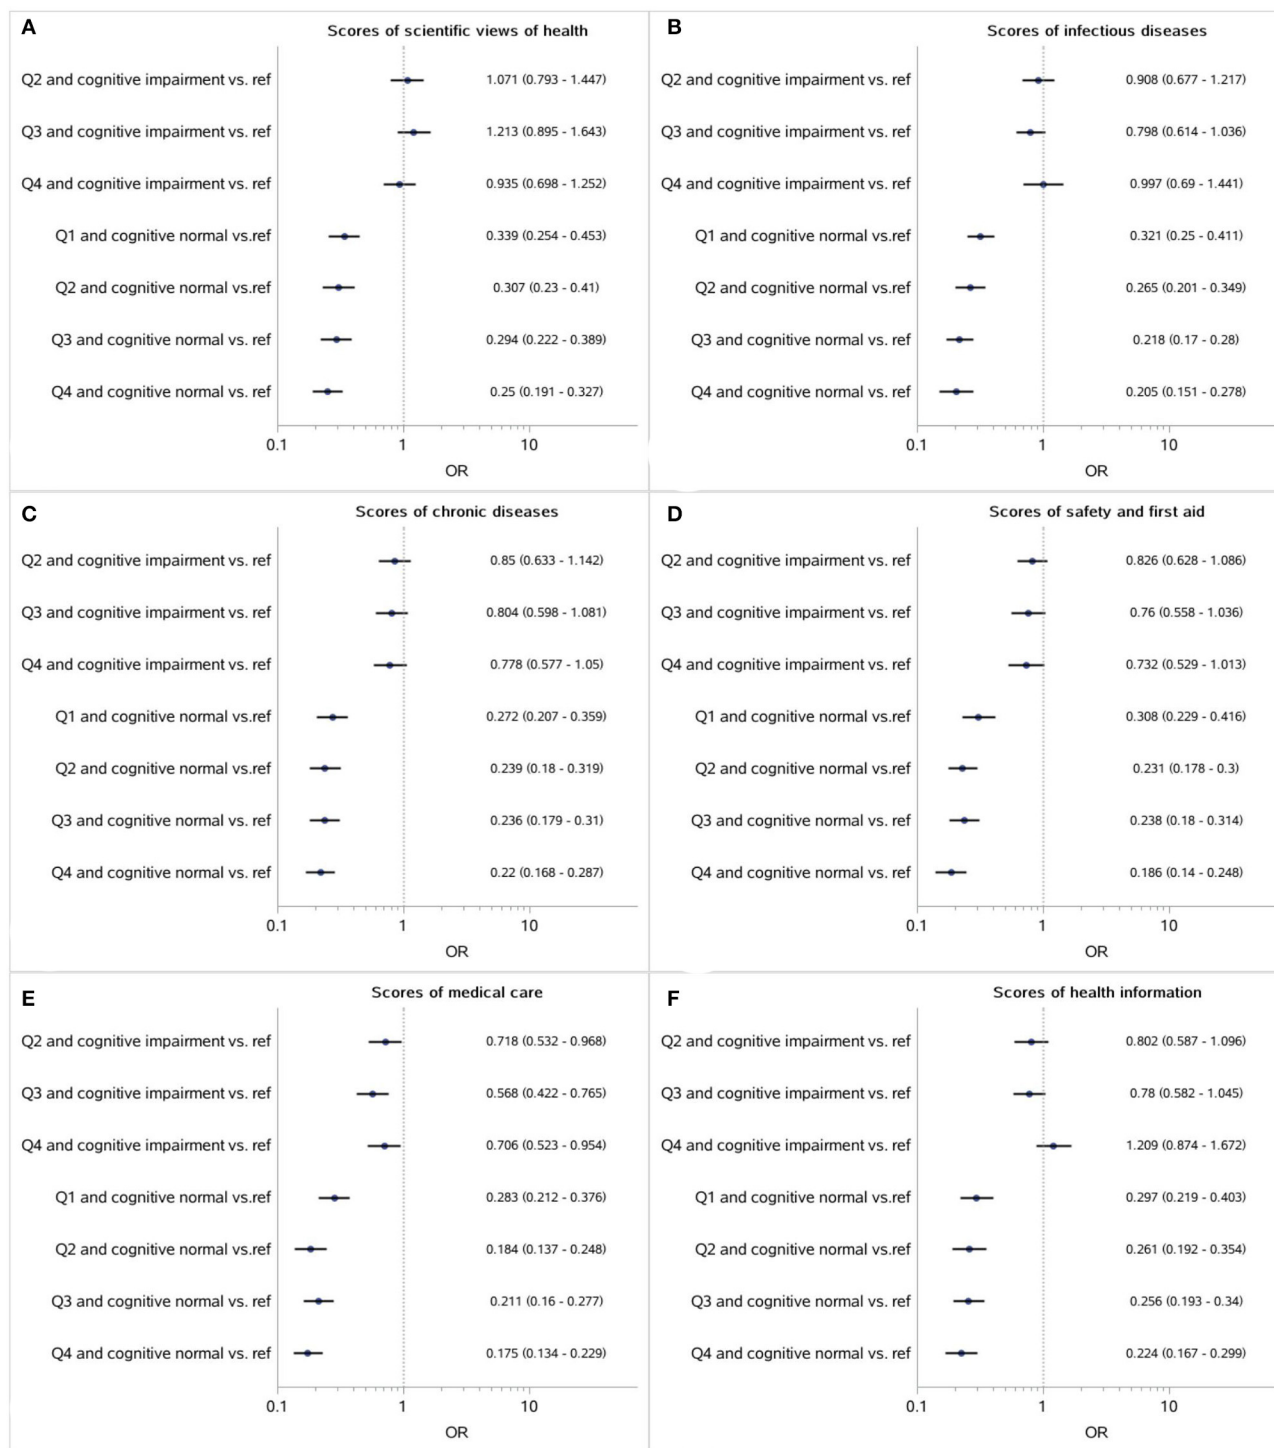 A
Scores of scientific views of health
Q2 and cognitive impairment vs. ref 1.071 (0.793 - 1.447)
Q3 and cognitive impairment vs. ref 1.213 (0.895 - 1.643)
Q4 and cognitive impairment vs. ref 0.935 (0.698 - 1.252)
Q1 and cognitive normal vs.ref 0.339 (0.254 - 0.453)
Q2 and cognitive normal vs.ref 0.307 (0.23 - 0.41)
Q3 and cognitive normal vs. ref 0.294 (0.222 - 0.389)
Q4 and cognitive normal vs. ref 0.25 (0.191 - 0.327)
0.1 1 10
OR
B
Scores of infectious diseases
Q2 and cognitive impairment vs. ref 0.908 (0.677 - 1.217)
Q3 and cognitive impairment vs. ref 0.798 (0.614 - 1.036)
Q4 and cognitive impairment vs. ref 0.997 (0.69 - 1.441)
Q1 and cognitive normal vs.ref 0.321 (0.25 - 0.411)
Q2 and cognitive normal vs.ref 0.265 (0.201 - 0.349)
Q3 and cognitive normal vs. ref 0.218 (0.17 - 0.28)
Q4 and cognitive normal vs. ref 0.205 (0.151 - 0.278)
0.1 1 10
OR
C
Scores of chronic diseases
Q2 and cognitive impairment vs. ref 0.85 (0.633 - 1.142)
Q3 and cognitive impairment vs. ref 0.804 (0.598 - 1.081)
Q4 and cognitive impairment vs. ref 0.778 (0.577 - 1.05)
Q1 and cognitive normal vs.ref 0.272 (0.207 - 0.359)
Q2 and cognitive normal vs.ref 0.239 (0.18 - 0.319)
Q3 and cognitive normal vs. ref 0.236 (0.179 - 0.31)
Q4 and cognitive normal vs. ref 0.22 (0.168 - 0.287)
0.1 1 10
OR
D
Scores of safety and first aid
Q2 and cognitive impairment vs. ref 0.826 (0.628 - 1.086)
Q3 and cognitive impairment vs. ref 0.76 (0.558 - 1.036)
Q4 and cognitive impairment vs. ref 0.732 (0.529 - 1.013)
Q1 and cognitive normal vs.ref 0.308 (0.229 - 0.416)
Q2 and cognitive normal vs.ref 0.231 (0.178 - 0.3)
Q3 and cognitive normal vs. ref 0.238 (0.18 - 0.314)
Q4 and cognitive normal vs. ref 0.186 (0.14 - 0.248)
0.1 1 10
OR
E
Scores of medical care
Q2 and cognitive impairment vs. ref 0.718 (0.532 - 0.968)
Q3 and cognitive impairment vs. ref 0.568 (0.422 - 0.765)
Q4 and cognitive impairment vs. ref 0.706 (0.523 - 0.954)
Q1 and cognitive normal vs.ref 0.283 (0.212 - 0.376)
Q2 and cognitive normal vs.ref 0.184 (0.137 - 0.248)
Q3 and cognitive normal vs. ref 0.211 (0.16 - 0.277)
Q4 and cognitive normal vs. ref 0.175 (0.134 - 0.229)
0.1 1 10
OR
F
Scores of health information
Q2 and cognitive impairment vs. ref 0.802 (0.587 - 1.096)
Q3 and cognitive impairment vs. ref 0.78 (0.582 - 1.045)
Q4 and cognitive impairment vs. ref 1.209 (0.874 - 1.672)
Q1 and cognitive normal vs.ref 0.297 (0.219 - 0.403)
Q2 and cognitive normal vs.ref 0.261 (0.192 - 0.354)
Q3 and cognitive normal vs. ref 0.256 (0.193 - 0.34)
Q4 and cognitive normal vs. ref 0.224 (0.167 - 0.299)
0.1 1 10
OR